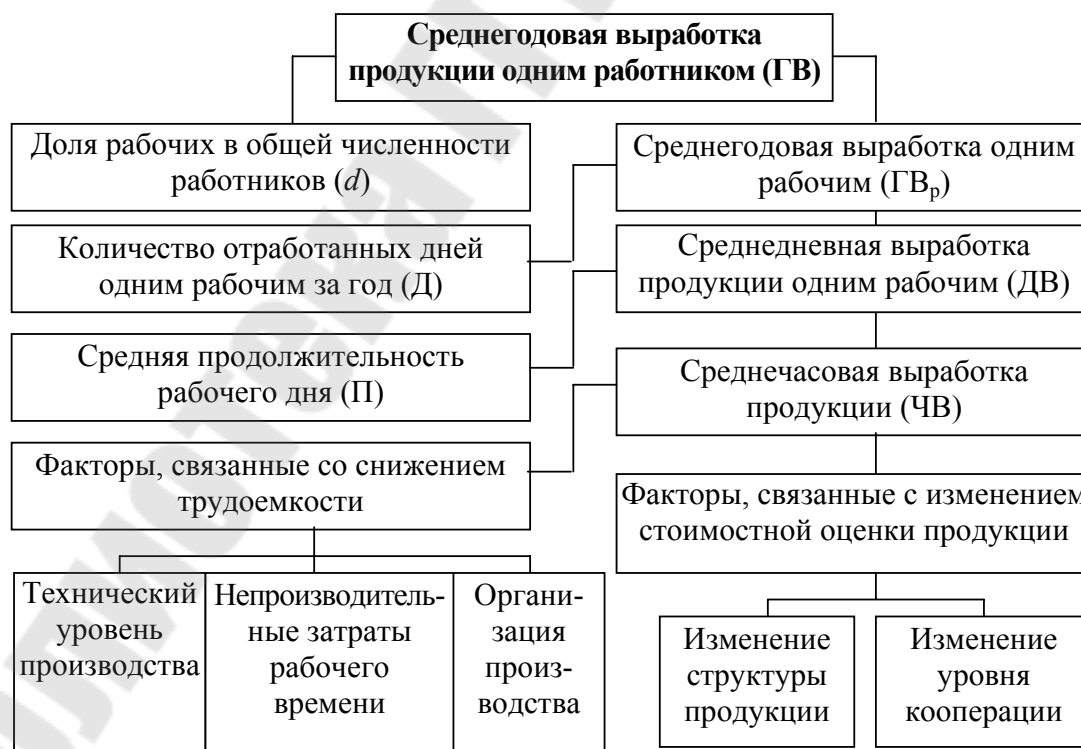 Среднегодовая выработка
продукции одним работником (ГВ)
Доля рабочих в общей численности
работников (d)
Среднегодовая выработка одним
рабочим (ГВр)
Количество отработанных дней
одним рабочим за год (Д)
Среднедневная выработка
продукции одним рабочим (ДВ)
Средняя продолжительность
рабочего дня (П)
Среднечасовая выработка
продукции (ЧВ)
Факторы, связанные со снижением
трудоемкости
Факторы, связанные с изменением
стоимостной оценки продукции
Технический
уровень
производства
Непроизводитель-
ные затраты
рабочего
времени
Органи-
зация
произ-
водства
Изменение
структуры
продукции
Изменение
уровня
кооперации